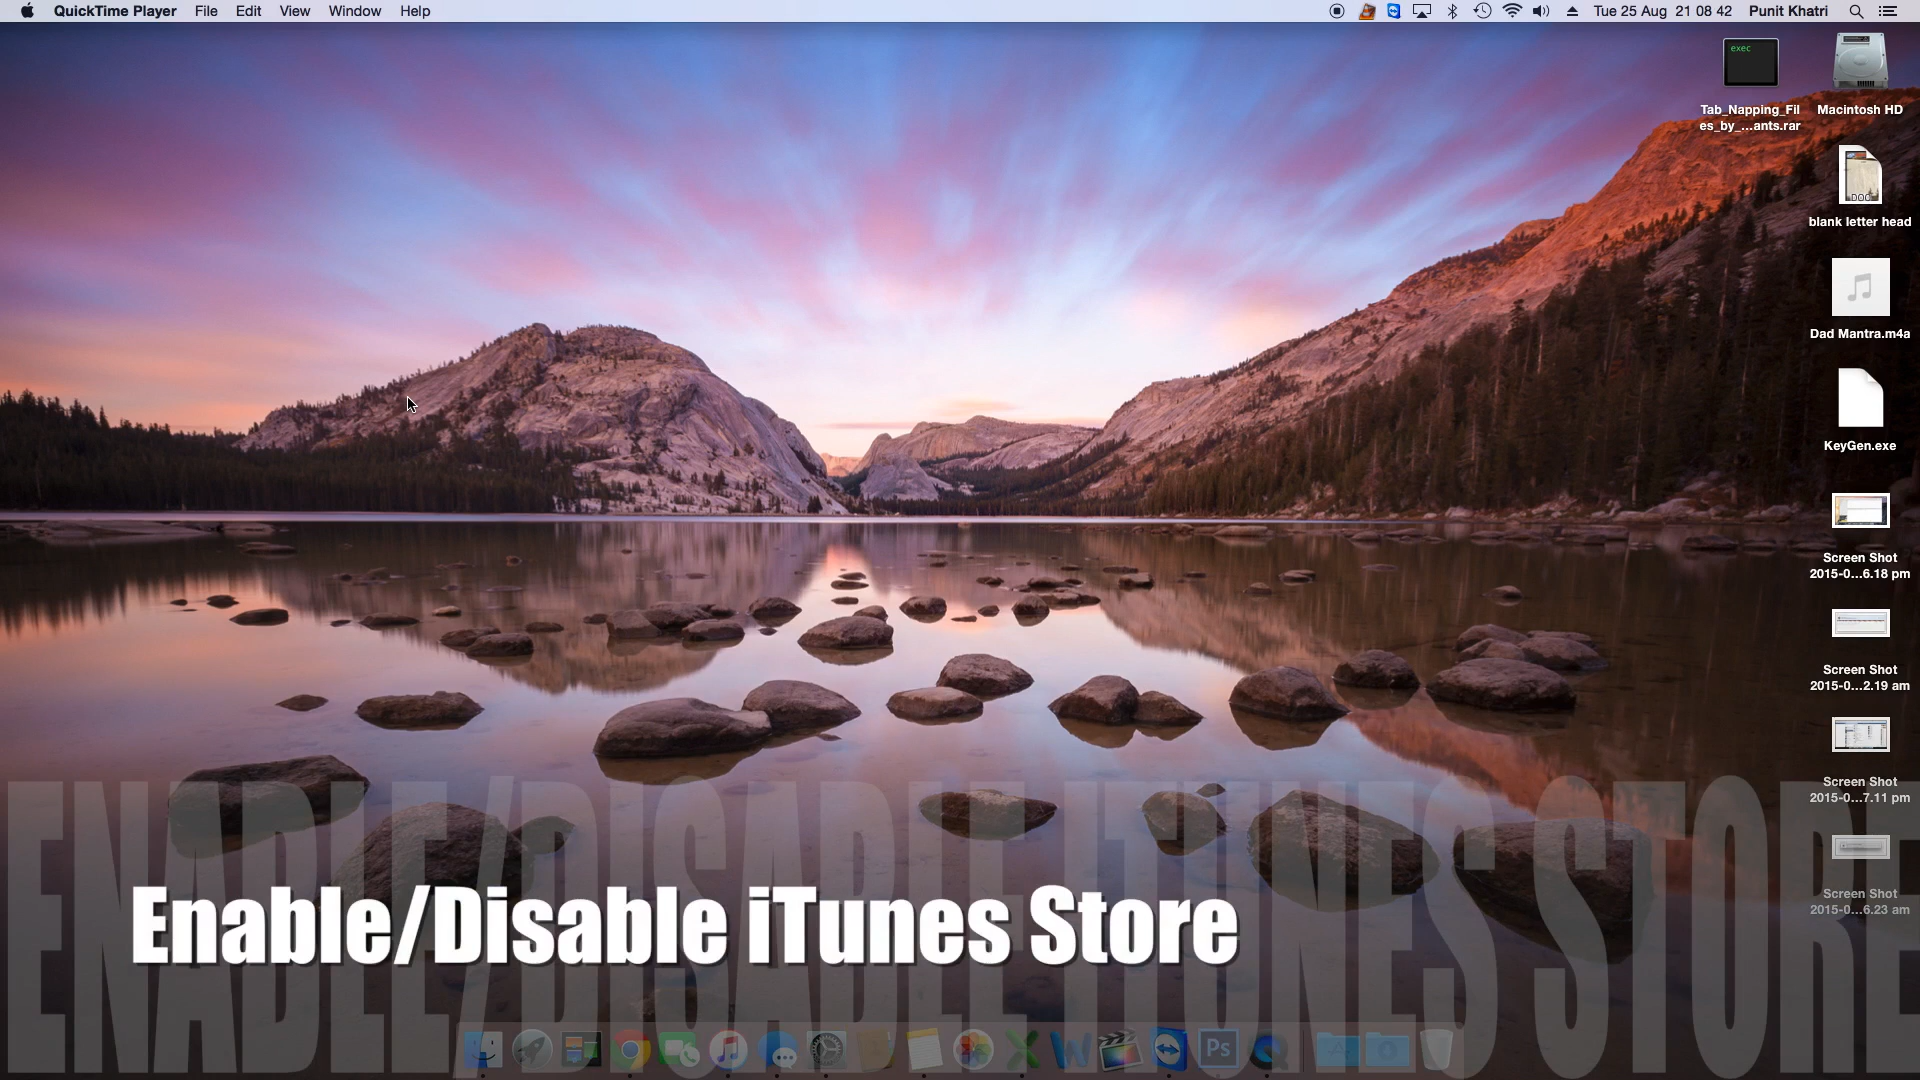 QuickTime Player File Edit View Window Help Tue 25 Aug 21 08 42 Punit Khatri
exec
Tab_Napping_Fil
es_by_...ants.rar
Macintosh HD
DOC
blank letter head
Dad Mantra.m4a
KeyGen.exe
Screen Shot
2015-0...6.18 pm
Screen Shot
2015-0...2.19 am
Screen Shot
2015-0...7.11 pm
Screen Shot
2015-0...6.23 am
ENABLE/DISABLE ITUNES STORE
Enable/Disable iTunes Store
Ps